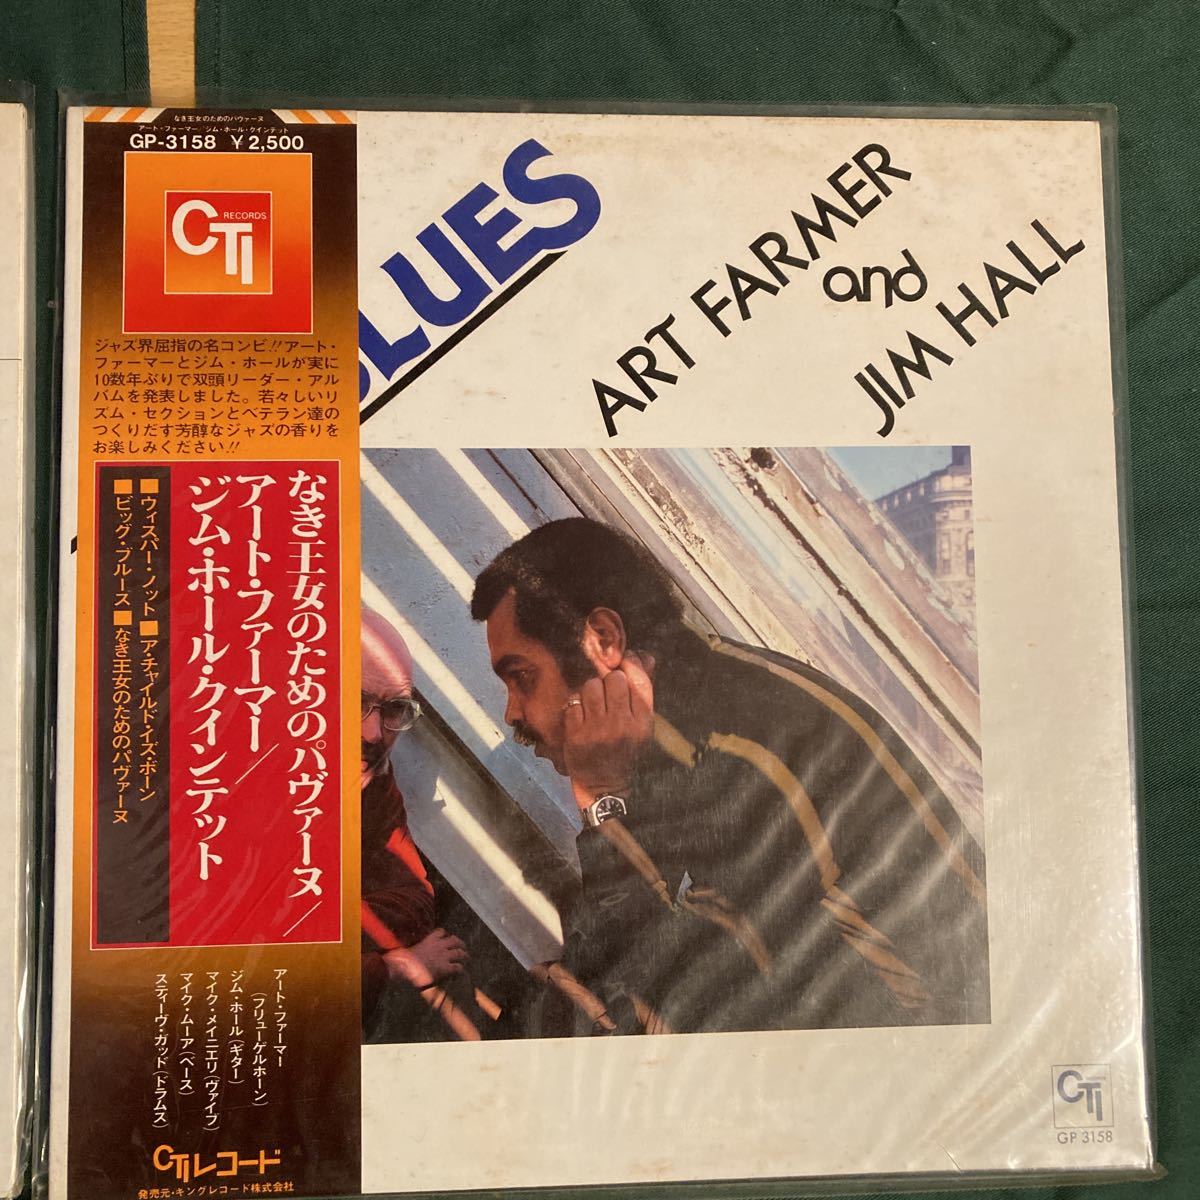 なき王女のためのパヴァーヌ
アート・ファーマー/ジム・ホール・クインテット
GP-3158 ¥2,500
CTI RECORDS
ジャズ界屈指の名コンビ!!アート・
ファーマーとジム・ホールが実に
10数年ぶりで双頭リーダー・アル
バムを発表しました。若々しいリ
ズム・セクションとベテラン達の
つくりだす芳醇なジャズの香りを
お楽しみください!!
なき王女のためのパヴァーヌ/
アート・ファーマー/
ジム・ホール・クインテット
■ウィスパー・ノット■ア・チャイルド・イズ・ボーン
■ビッグ・ブルース■なき王女のためのパヴァーヌ
アート・ファーマー
(フリューゲルホーン)
ジム・ホール(ギター)
マイク・メイニエリ(ヴァイブ)
マイク・ムーア(ベース)
スティーヴ・ガッド(ドラムス)
CTIレコード
発売元・キングレコード株式会社
BLUES
ART FARMER
and
JIM HALL
CTI
GP 3158